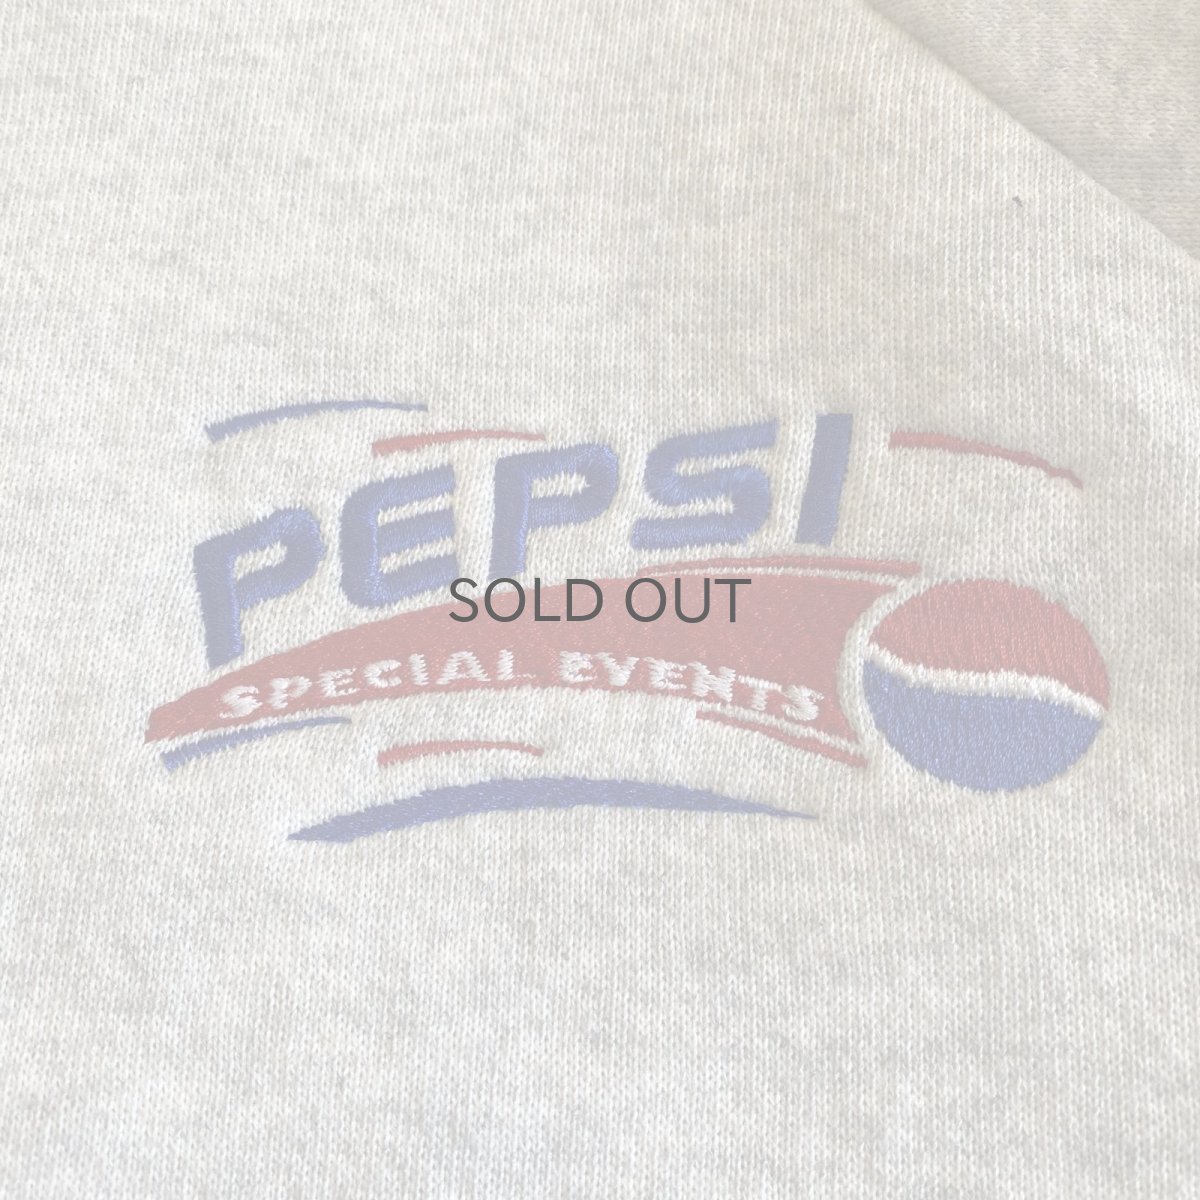 PEPSI
SOLD OUT
SPECIAL EVENTS